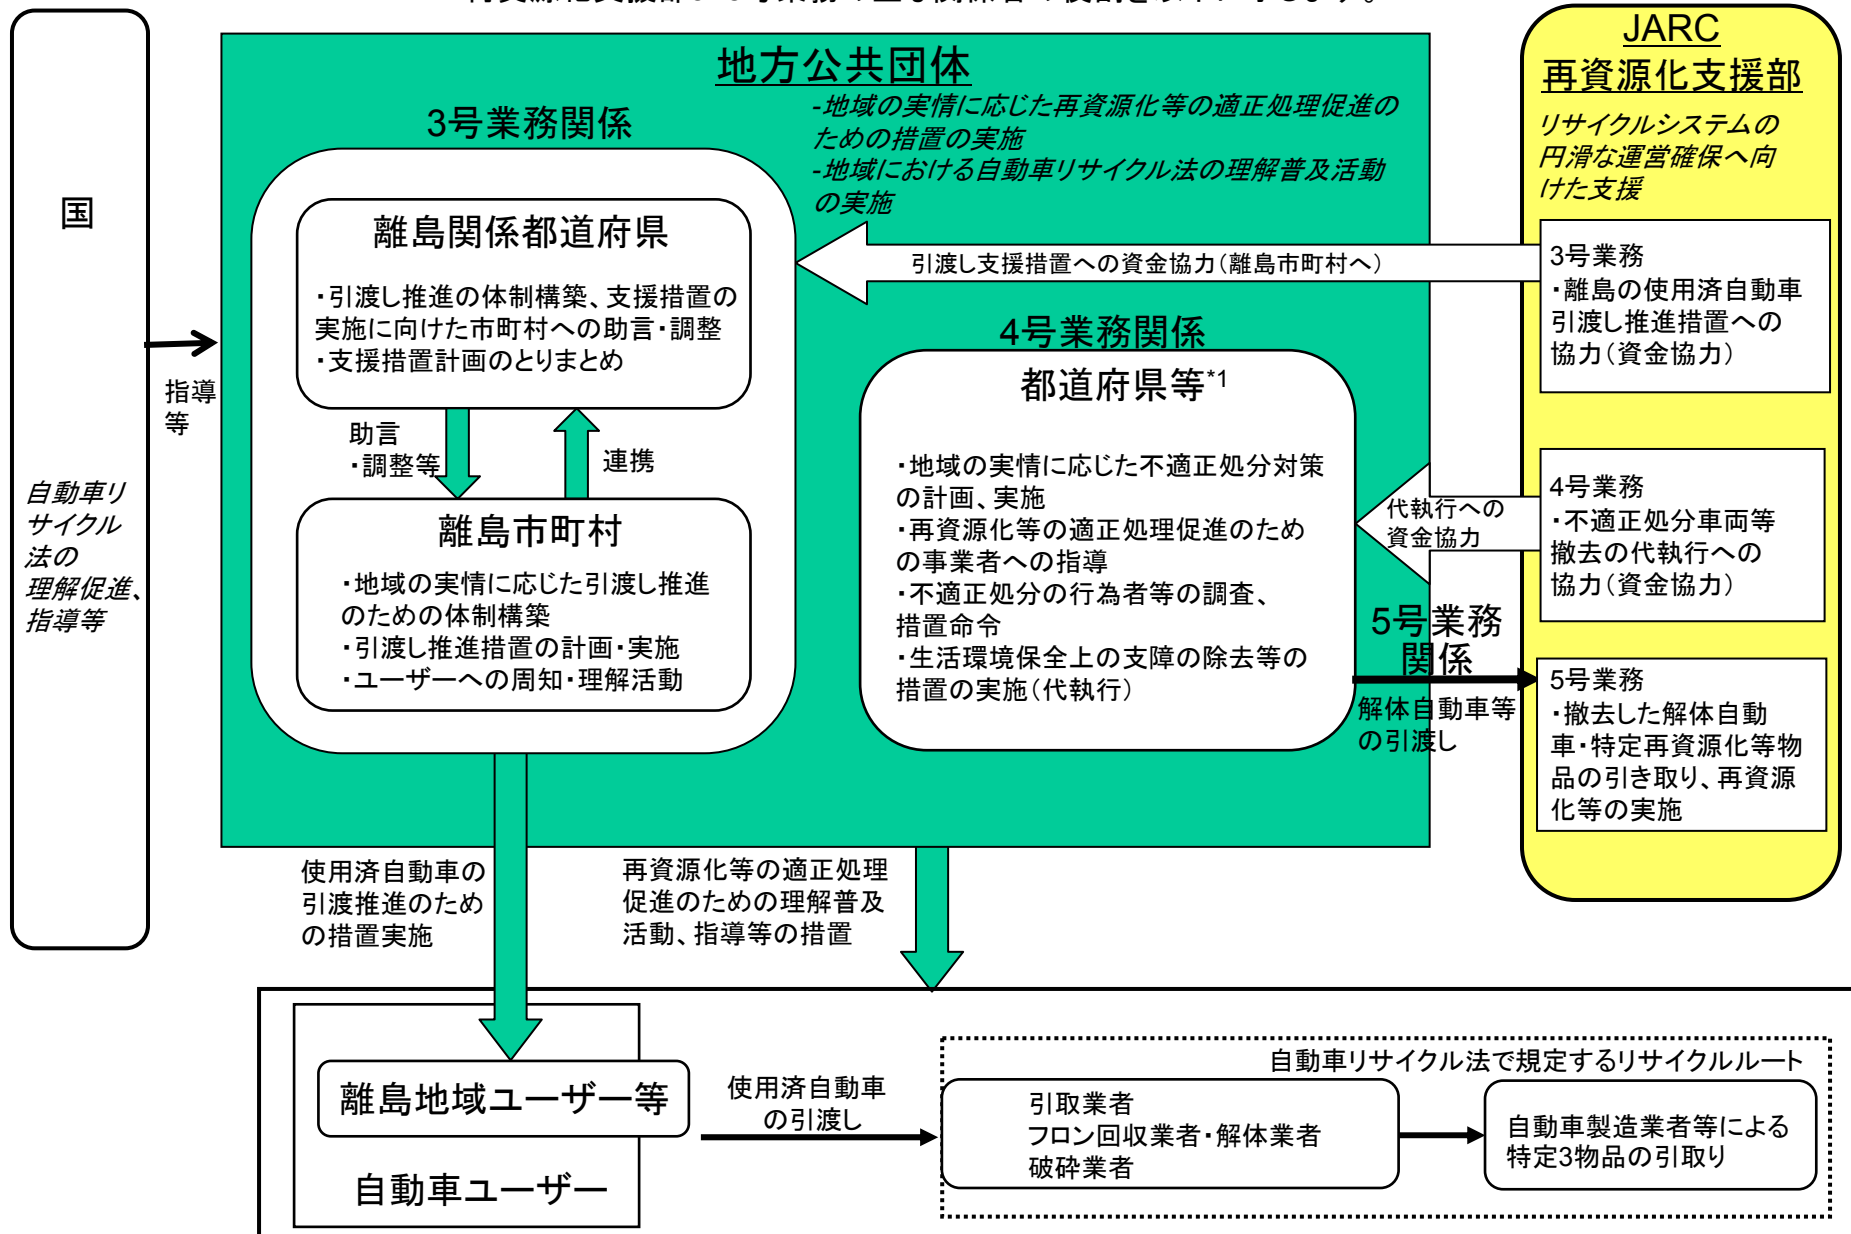 国
自動車リ
サイクル
法の
理解促進、
指導等
指導
等
地方公共団体
-地域の実情に応じた再資源化等の適正処理促進の
ための措置の実施
-地域における自動車リサイクル法の理解普及活動
の実施
3号業務関係
離島関係都道府県
・引渡し推進の体制構築、支援措置の
実施に向けた市町村への助言・調整
・支援措置計画のとりまとめ
助言
・調整等
連携
離島市町村
・地域の実情に応じた引渡し推進
のための体制構築
・引渡し推進措置の計画・実施
・ユーザーへの周知・理解活動
引渡し支援措置への資金協力(離島市町村へ)
4号業務関係
都道府県等*1
・地域の実情に応じた不適正処分対策
の計画、実施
・再資源化等の適正処理促進のため
の事業者への指導
・不適正処分の行為者等の調査、
措置命令
・生活環境保全上の支障の除去等の
措置の実施(代執行)
代執行への
資金協力
5号業務
関係
解体自動車等
の引渡し
JARC
再資源化支援部
リサイクルシステムの
円滑な運営確保へ向
けた支援
3号業務
・離島の使用済自動車
引渡し推進措置への
協力(資金協力)
4号業務
・不適正処分車両等
撤去の代執行への
協力(資金協力)
5号業務
・撤去した解体自動
車・特定再資源化等物
品の引き取り、再資源
化等の実施
使用済自動車の
引渡推進のため
の措置実施
再資源化等の適正処理
促進のための理解普及
活動、指導等の措置
離島地域ユーザー等
自動車ユーザー
使用済自動車
の引渡し
自動車リサイクル法で規定するリサイクルルート
引取業者
フロン回収業者・解体業者
破砕業者
自動車製造業者等による
特定3物品の引取り